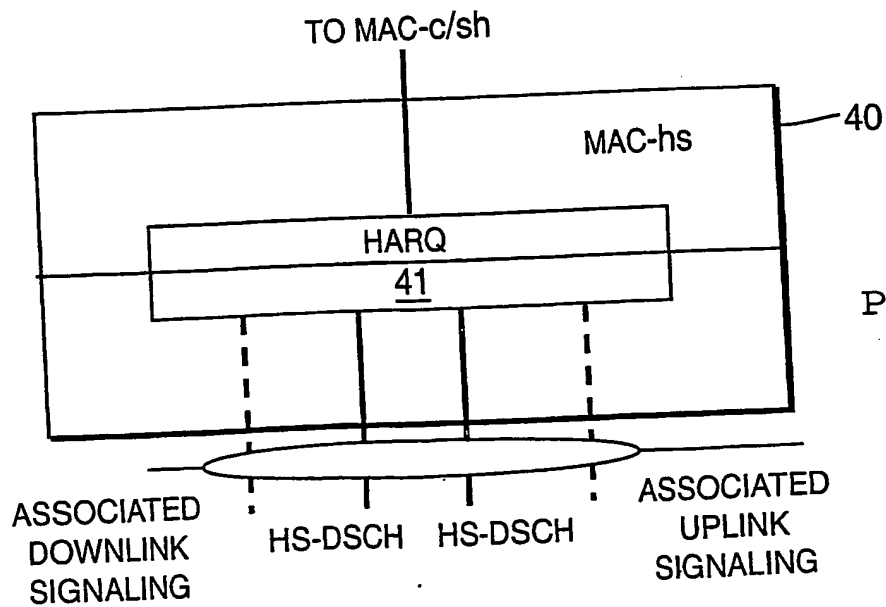 TO MAC-c/sh
40
MAC-hs
HARQ
41
P
ASSOCIATED
DOWNLINK
SIGNALING
HS-DSCH HS-DSCH
ASSOCIATED
UPLINK
SIGNALING